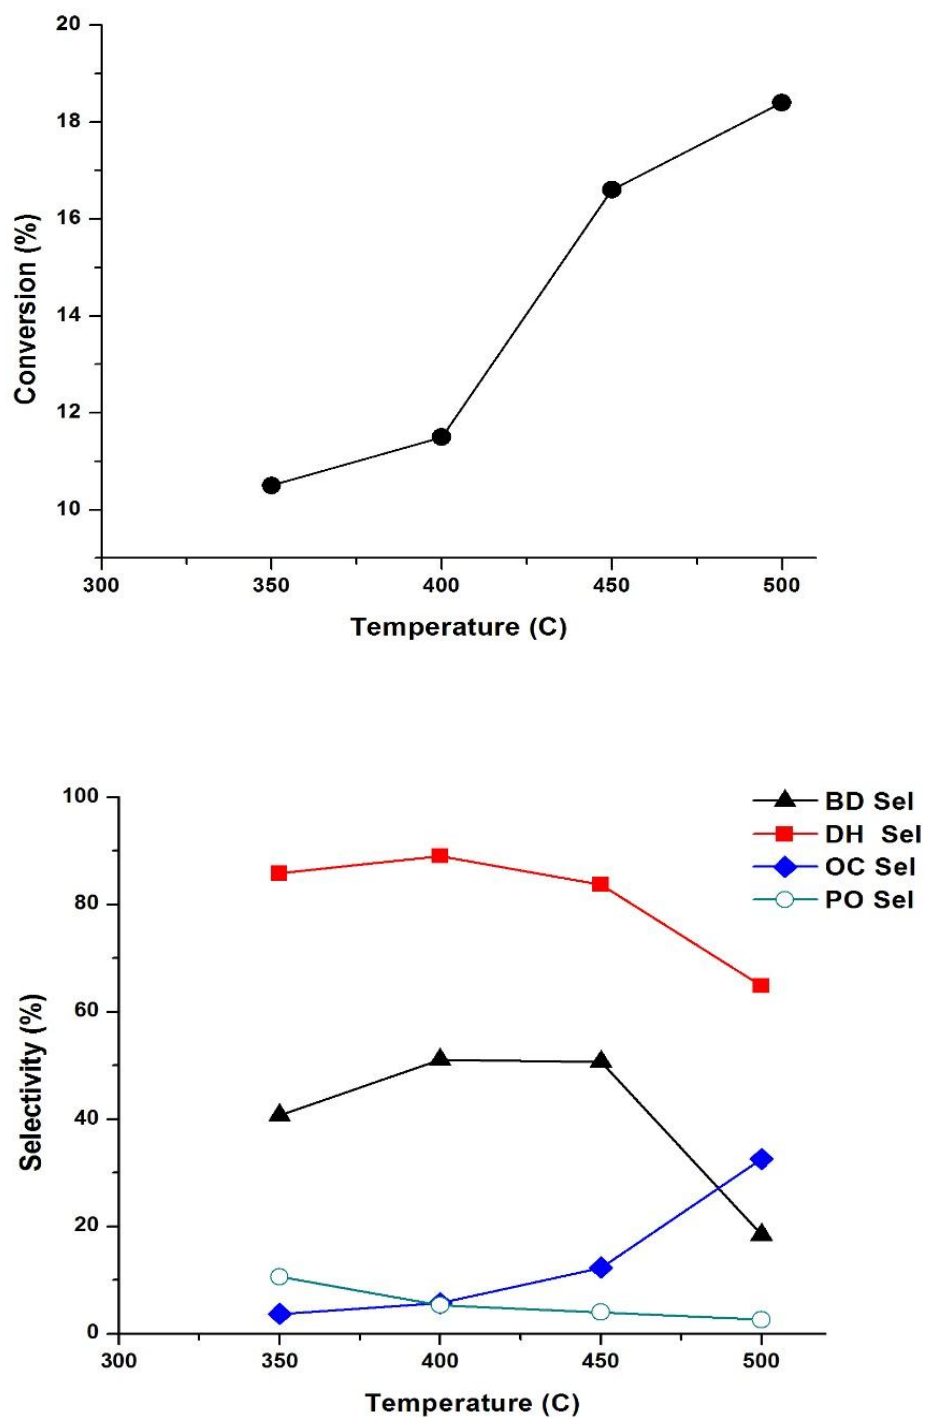 20
18
16
14
12
10
Conversion (%)
300 350 400 450 500
Temperature (C)
100
80
60
40
20
0
Selectivity (%)
BD Sel
DH Sel
OC Sel
PO Sel
300 350 400 450 500
Temperature (C)